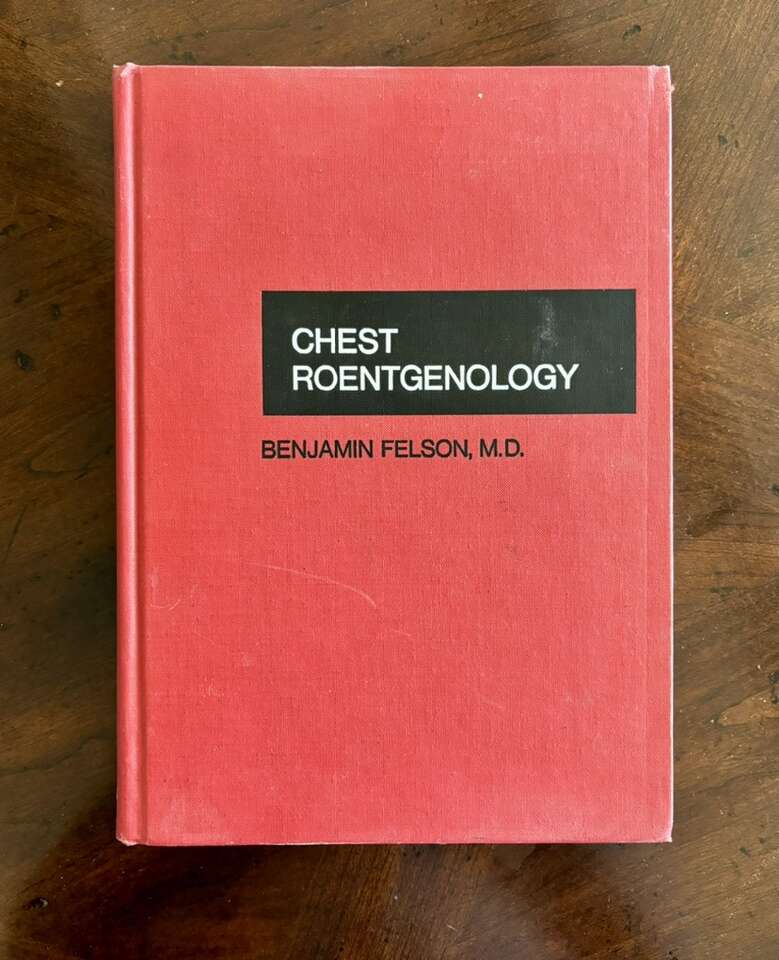 CHEST
ROENTGENOLOGY
BENJAMIN FELSON, M.D.